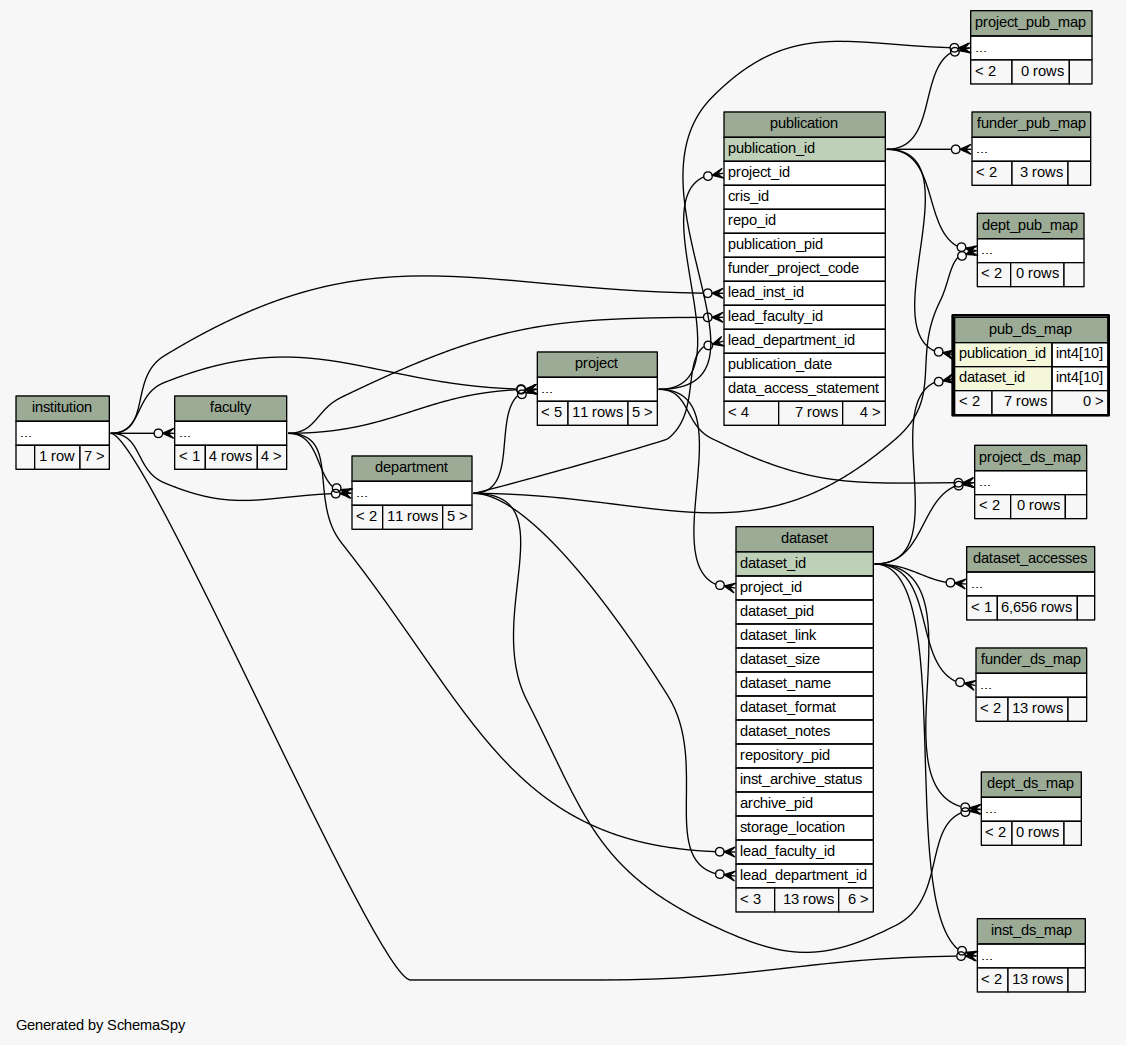 project_pub_map
...
< 2 0 rows
funder_pub_map
...
< 2 3 rows
dept_pub_map
...
< 2 0 rows
publication
publication_id
project_id
cris_id
repo_id
publication_pid
funder_project_code
lead_inst_id
lead_faculty_id
lead_department_id
publication_date
data_access_statement
< 4 7 rows 4 >
pub_ds_map
publication_id int4[10]
dataset_id int4[10]
< 2 7 rows 0 >
project
...
< 5 11 rows 5 >
institution
...
1 row 7 >
faculty
...
< 1 4 rows 4 >
department
...
< 2 11 rows 5 >
project_ds_map
...
< 2 0 rows
dataset
dataset_id
project_id
dataset_pid
dataset_link
dataset_size
dataset_name
dataset_format
dataset_notes
repository_pid
inst_archive_status
archive_pid
storage_location
lead_faculty_id
lead_department_id
< 3 13 rows 6 >
dataset_accesses
...
< 1 6,656 rows
funder_ds_map
...
< 2 13 rows
dept_ds_map
...
< 2 0 rows
inst_ds_map
...
< 2 13 rows
Generated by SchemaSpy